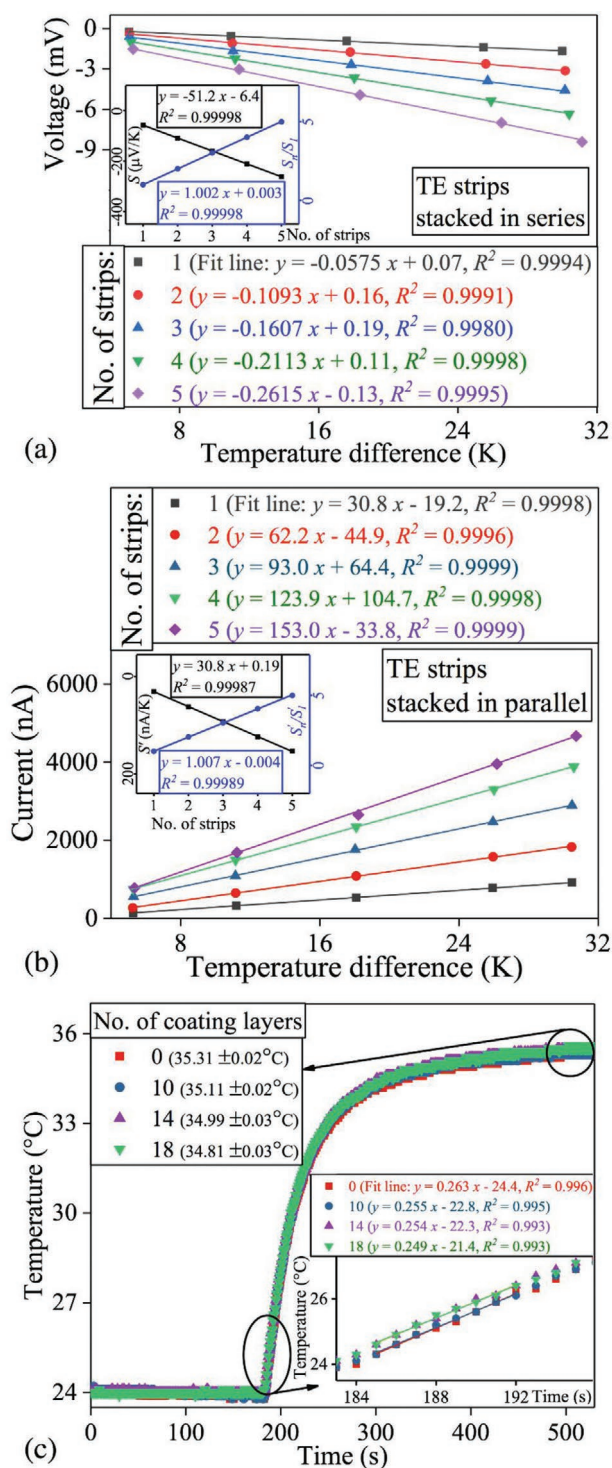 0
-3
-6
-9
Voltage (mV)
y = -51.2 x - 6.4
R² = 0.99998
0
-200
-400
S (μV/K)
5
0
Sn/S1
y = 1.002 x + 0.003
R² = 0.99998
1 2 3 4 5 No. of strips
TE strips
stacked in series
No. of strips:
1 (Fit line: y = -0.0575 x + 0.07, R² = 0.9994)
2 (y = -0.1093 x + 0.16, R² = 0.9991)
3 (y = -0.1607 x + 0.19, R² = 0.9980)
4 (y = -0.2113 x + 0.11, R² = 0.9998)
5 (y = -0.2615 x - 0.13, R² = 0.9995)
8 16 24 32
(a) Temperature difference (K)
No. of strips:
1 (Fit line: y = 30.8 x - 19.2, R² = 0.9998)
2 (y = 62.2 x - 44.9, R² = 0.9996)
3 (y = 93.0 x + 64.4, R² = 0.9999)
4 (y = 123.9 x + 104.7, R² = 0.9998)
5 (y = 153.0 x - 33.8, R² = 0.9999)
6000
4000
2000
0
Current (nA)
y = 30.8 x + 0.19
R² = 0.99987
0
200
S' (nA/K)
5
0
S'n/S'1
y = 1.007 x - 0.004
R² = 0.99989
1 2 3 4 5
No. of strips
TE strips
stacked in parallel
8 16 24 32
(b) Temperature difference (K)
36
33
30
27
24
Temperature (°C)
No. of coating layers
0 (35.31 ±0.02°C)
10 (35.11 ±0.02°C)
14 (34.99 ±0.03°C)
18 (34.81 ±0.03°C)
0 (Fit line: y = 0.263 x - 24.4, R² = 0.996)
10 (y = 0.255 x - 22.8, R² = 0.995)
14 (y = 0.254 x - 22.3, R² = 0.993)
18 (y = 0.249 x - 21.4, R² = 0.993)
26
24
Temperature (°C)
184 188 192 Time (s)
0 100 200 300 400 500
(c) Time (s)